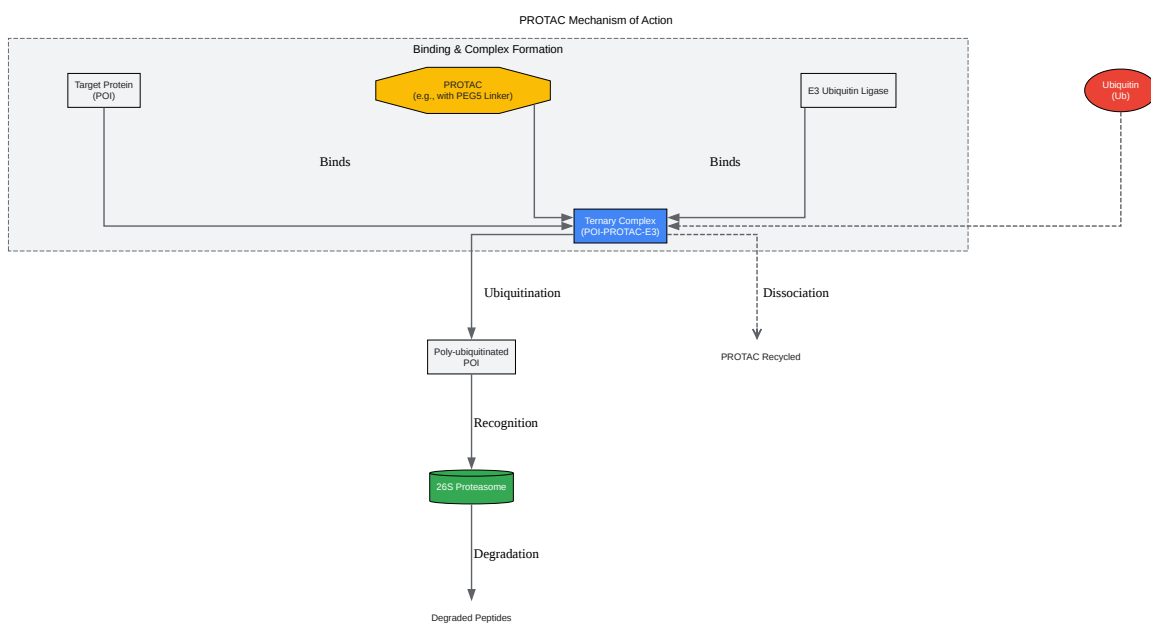 PROTAC Mechanism of Action
Binding & Complex Formation
Target Protein
(POI)
PROTAC
(e.g., with PEG5 Linker)
E3 Ubiquitin Ligase
Ubiquitin
(Ub)
Binds
Binds
Ternary Complex
(POI-PROTAC-E3)
Ubiquitination
Dissociation
Poly-ubiquitinated
POI
PROTAC Recycled
Recognition
26S Proteasome
Degradation
Degraded Peptides